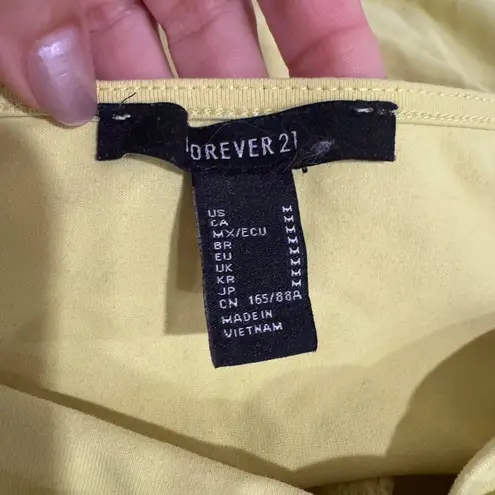 FOREVER 21
US M
CA M
MX/ECU M
BR M
EU M
UK M
KR M
JP M
CN 165/88A
MADE IN
VIETNAM